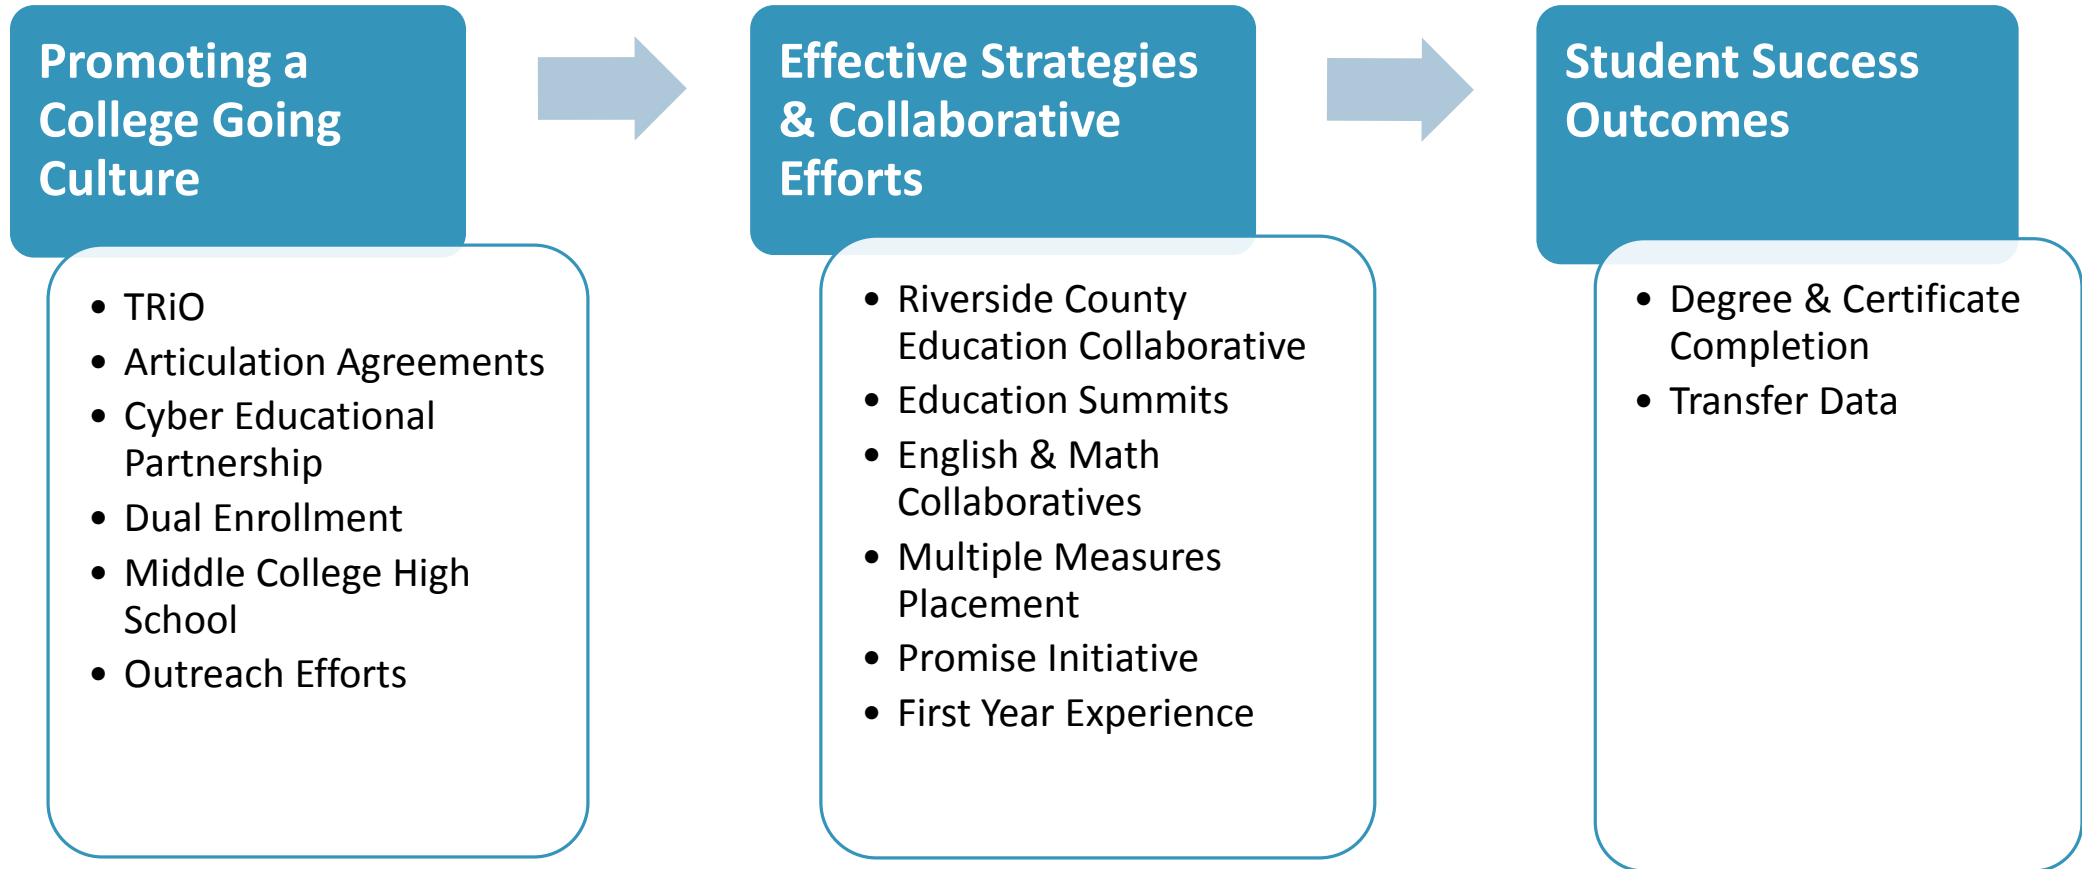 Promoting a
College Going
Culture
• TRiO
• Articulation Agreements
• Cyber Educational
Partnership
• Dual Enrollment
• Middle College High
School
• Outreach Efforts
Effective Strategies
& Collaborative
Efforts
• Riverside County
Education Collaborative
• Education Summits
• English & Math
Collaboratives
• Multiple Measures
Placement
• Promise Initiative
• First Year Experience
Student Success
Outcomes
• Degree & Certificate
Completion
• Transfer Data